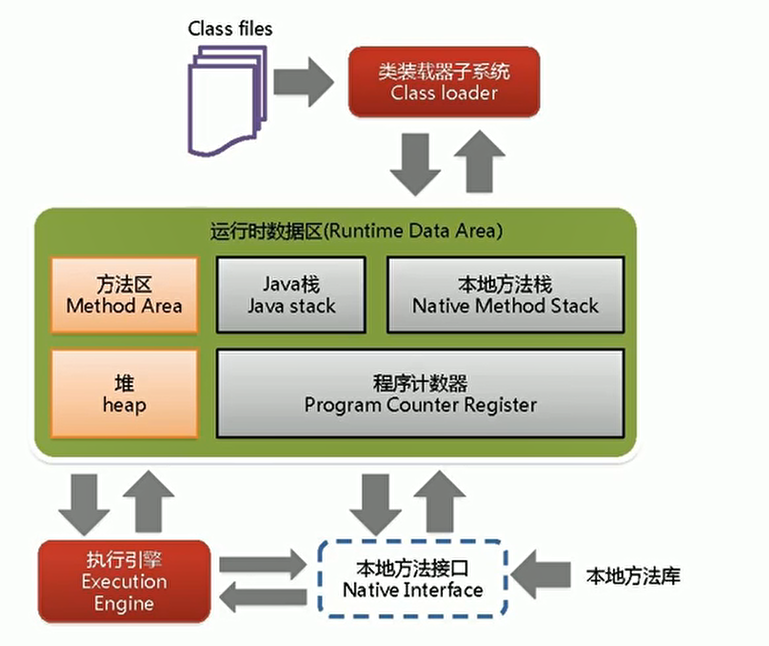 Class files
类装载器子系统
Class loader
运行时数据区(Runtime Data Area)
方法区
Method Area
Java栈
Java stack
本地方法栈
Native Method Stack
堆
heap
程序计数器
Program Counter Register
执行引擎
Execution
Engine
本地方法接口
Native Interface
本地方法库